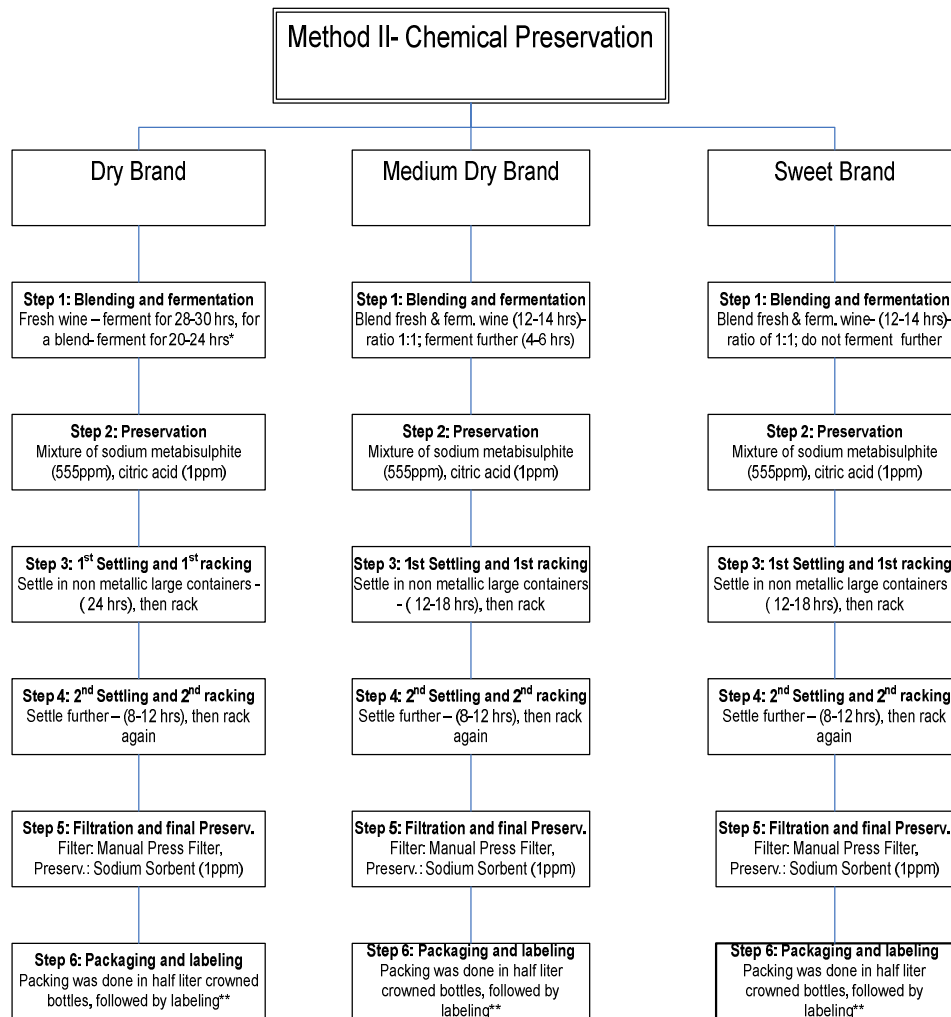 Method II- Chemical Preservation
Dry Brand
Step 1: Blending and fermentation
Fresh wine – ferment for 28-30 hrs, for
a blend- ferment for 20-24 hrs*
Step 2: Preservation
Mixture of sodium metabisulphite
(555ppm), citric acid (1ppm)
Step 3: 1st Settling and 1st racking
Settle in non metallic large containers -
( 24 hrs), then rack
Step 4: 2nd Settling and 2nd racking
Settle further – (8-12 hrs), then rack
again
Step 5: Filtration and final Preserv.
Filter: Manual Press Filter,
Preserv.: Sodium Sorbent (1ppm)
Step 6: Packaging and labeling
Packing was done in half liter crowned
bottles, followed by labeling**
Medium Dry Brand
Step 1: Blending and fermentation
Blend fresh & ferm. wine (12-14 hrs)-
ratio 1:1; ferment further (4-6 hrs)
Step 2: Preservation
Mixture of sodium metabisulphite
(555ppm), citric acid (1ppm)
Step 3: 1st Settling and 1st racking
Settle in non metallic large containers
- ( 12-18 hrs), then rack
Step 4: 2nd Settling and 2nd racking
Settle further – (8-12 hrs), then rack
again
Step 5: Filtration and final Preserv.
Filter: Manual Press Filter,
Preserv.: Sodium Sorbent (1ppm)
Step 6: Packaging and labeling
Packing was done in half liter
crowned bottles, followed by
labeling**
Sweet Brand
Step 1: Blending and fermentation
Blend fresh & ferm. wine- (12-14 hrs)-
ratio of 1:1; do not ferment further
Step 2: Preservation
Mixture of sodium metabisulphite
(555ppm), citric acid (1ppm)
Step 3: 1st Settling and 1st racking
Settle in non metallic large containers
( 12-18 hrs), then rack
Step 4: 2nd Settling and 2nd racking
Settle further – (8-12 hrs), then rack
again
Step 5: Filtration and final Preserv.
Filter: Manual Press Filter,
Preserv.: Sodium Sorbent (1ppm)
Step 6: Packaging and labeling
Packing was done in half liter
crowned bottles, followed by
labeling**